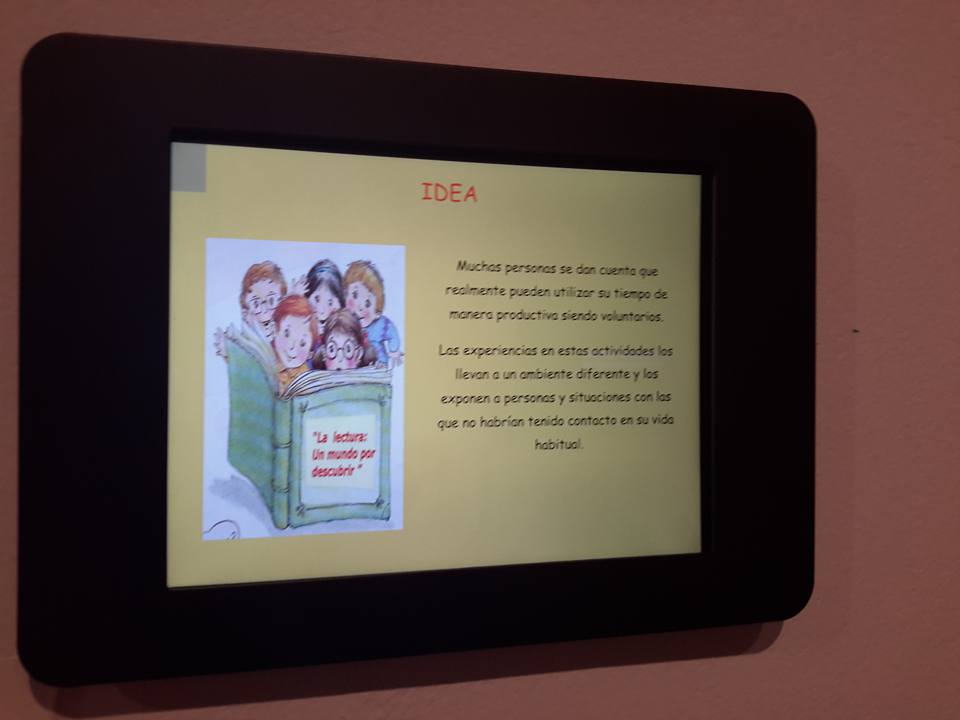 IDEA
"La lectura:
Un mundo por
descubrir"
Muchas personas se dan cuenta que
realmente pueden utilizar su tiempo de
manera productiva siendo voluntarios.
Las experiencias en estas actividades los
llevan a un ambiente diferente y los
exponen a personas y situaciones con las
que no habrían tenido contacto en su vida
habitual.